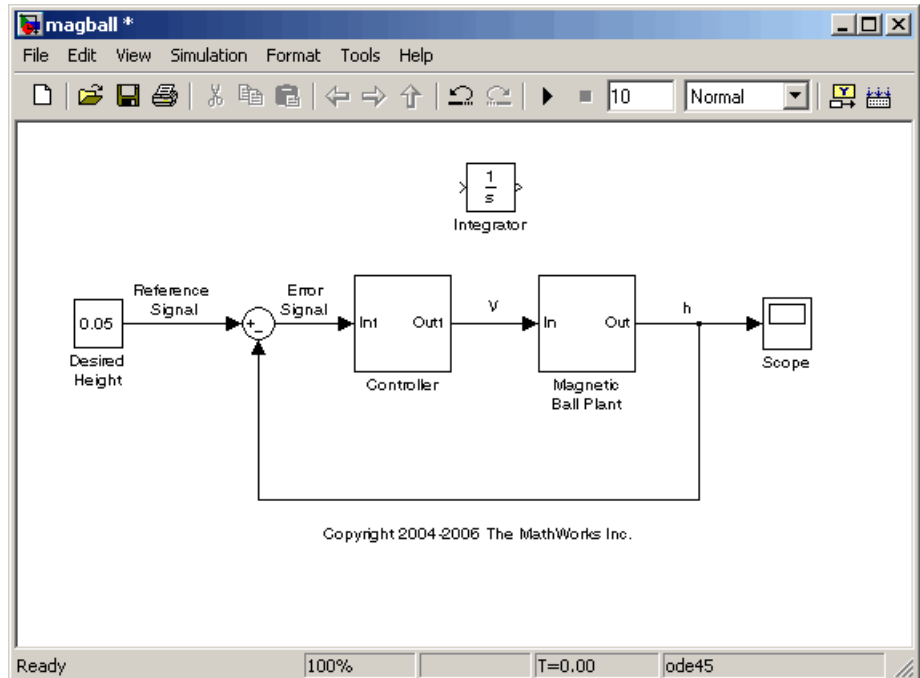 magball *
File Edit View Simulation Format Tools Help
10 Normal
1
s
Integrator
Reference
Signal
Error
Signal
0.05
+
-
In1 Out1
V
In Out
h
Desired
Height
Controller
Magnetic
Ball Plant
Scope
Copyright 2004-2006 The MathWorks Inc.
Ready 100% T=0.00 ode45